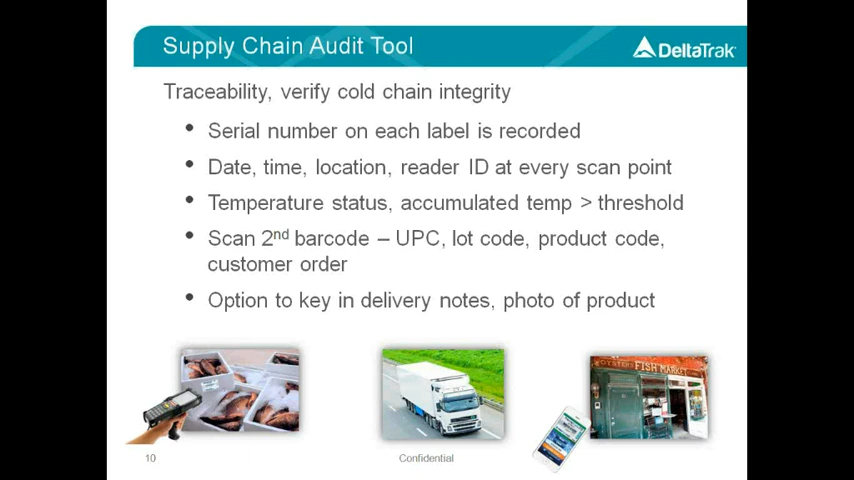 Supply Chain Audit Tool
DeltaTrak
Traceability, verify cold chain integrity
• Serial number on each label is recorded
• Date, time, location, reader ID at every scan point
• Temperature status, accumulated temp > threshold
• Scan 2nd barcode – UPC, lot code, product code,
customer order
• Option to key in delivery notes, photo of product
OYSTERS FISH MARKET
10
Confidential